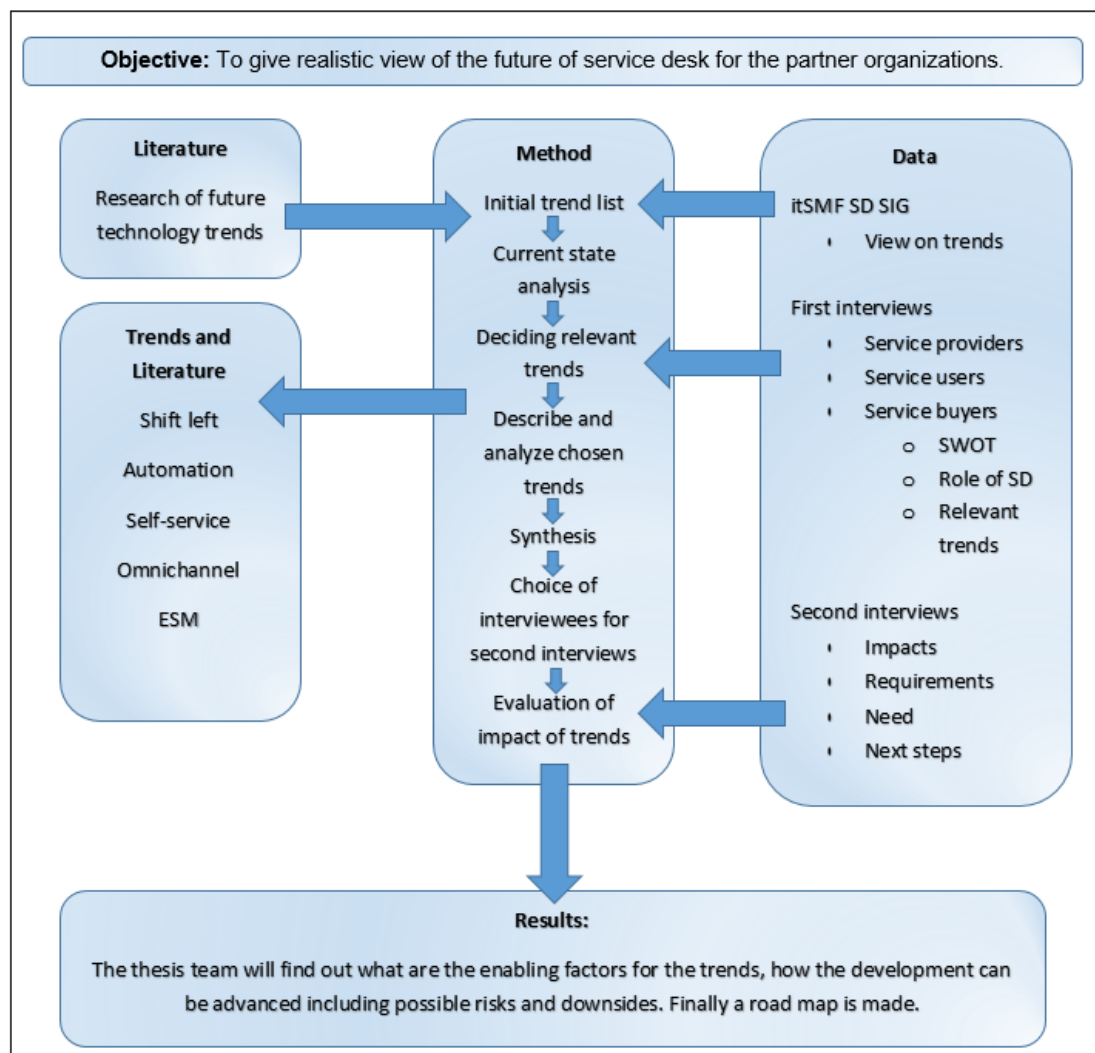 Objective: To give realistic view of the future of service desk for the partner organizations.
Literature
Research of future
technology trends
Trends and
Literature
Shift left
Automation
Self-service
Omnichannel
ESM
Method
Initial trend list
Current state
analysis
Deciding relevant
trends
Describe and
analyze chosen
trends
Synthesis
Choice of
interviewees for
second interviews
Evaluation of
impact of trends
Data
itSMF SD SIG
• View on trends
First interviews
• Service providers
• Service users
• Service buyers
o SWOT
o Role of SD
o Relevant
trends
Second interviews
• Impacts
• Requirements
• Need
• Next steps
Results:
The thesis team will find out what are the enabling factors for the trends, how the development can
be advanced including possible risks and downsides. Finally a road map is made.